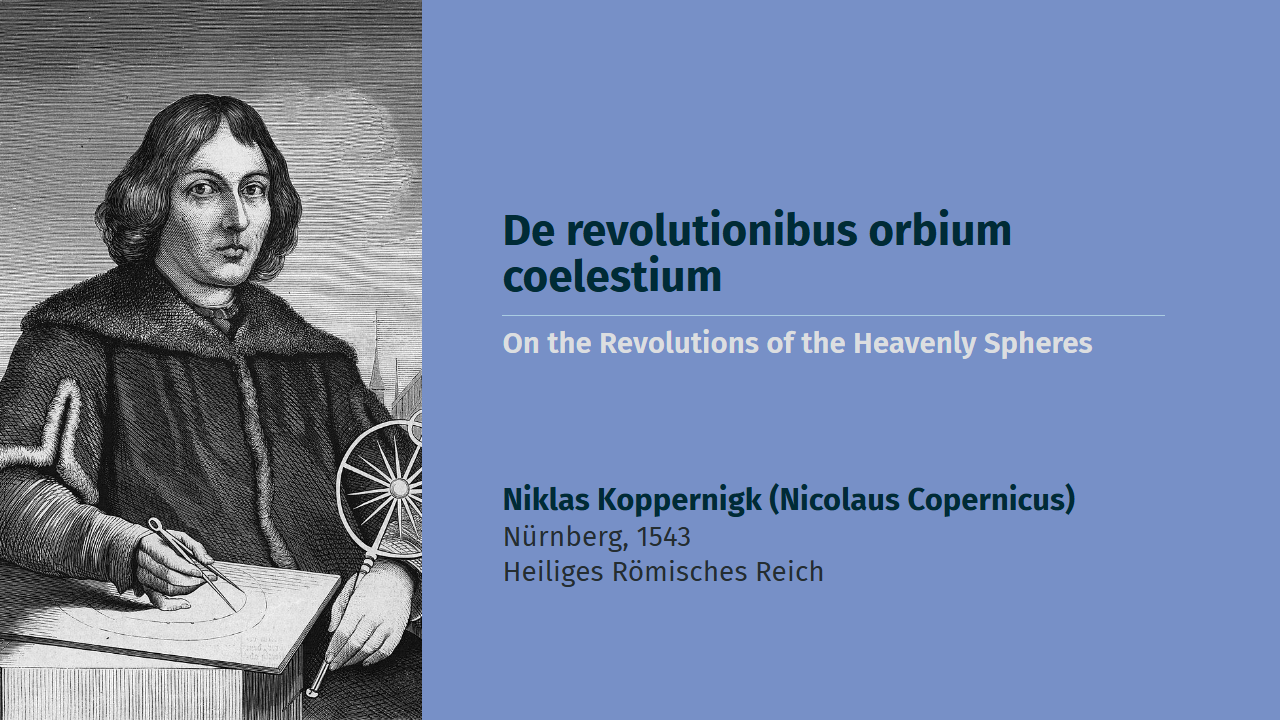 De revolutionibus orbium
coelestium
On the Revolutions of the Heavenly Spheres
Niklas Koppernigk (Nicolaus Copernicus)
Nürnberg, 1543
Heiliges Römisches Reich